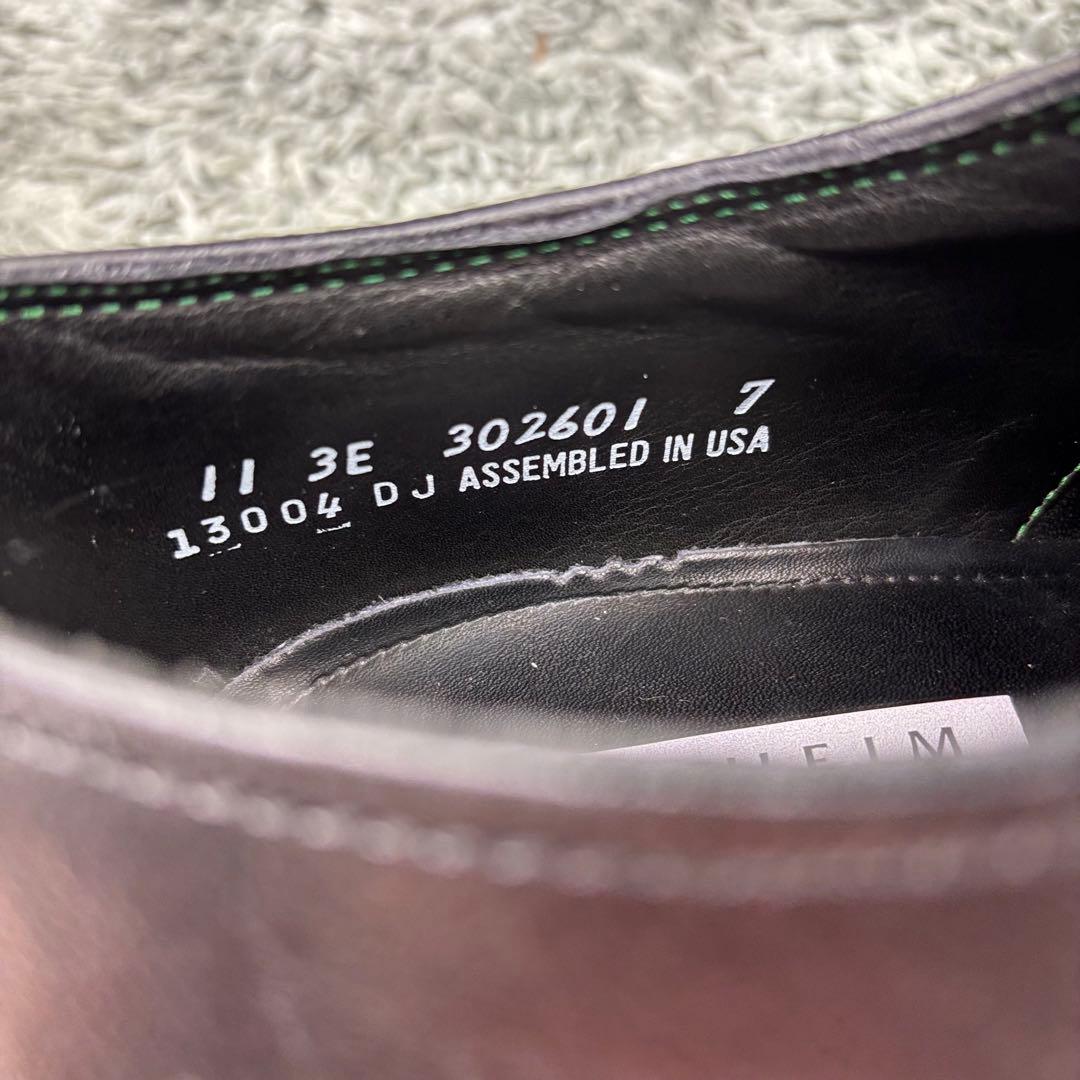 11 3E 302601 7
13004 DJ ASSEMBLED IN USA